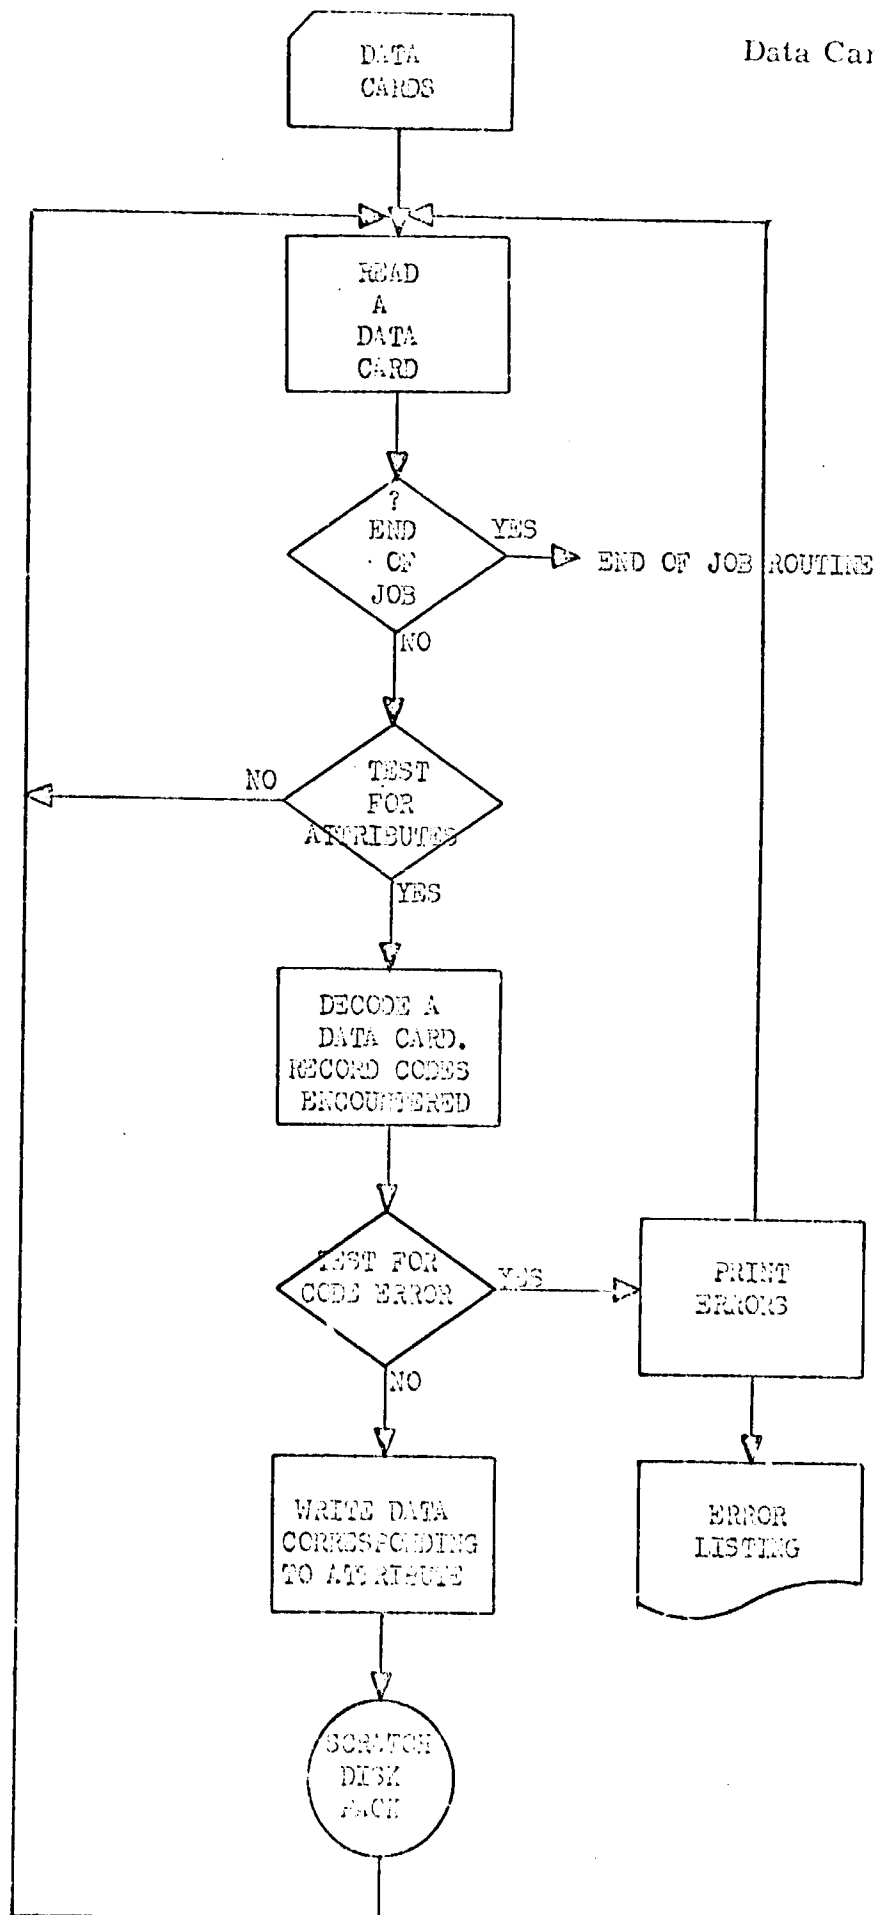 Data Car
DATA
CARDS
READ
A
DATA
CARD
?
END
OF
JOB
YES
END OF JOB ROUTINE
NO
TEST
FOR
ATTRIBUTES
NO
YES
DECODE A
DATA CARD.
RECORD CODES
ENCOUNTERED
TEST FOR
CODE ERROR
YES
PRINT
ERRORS
NO
WRITE DATA
CORRESPONDING
TO ATTRIBUTE
ERROR
LISTING
SCRATCH
DISK
PACK